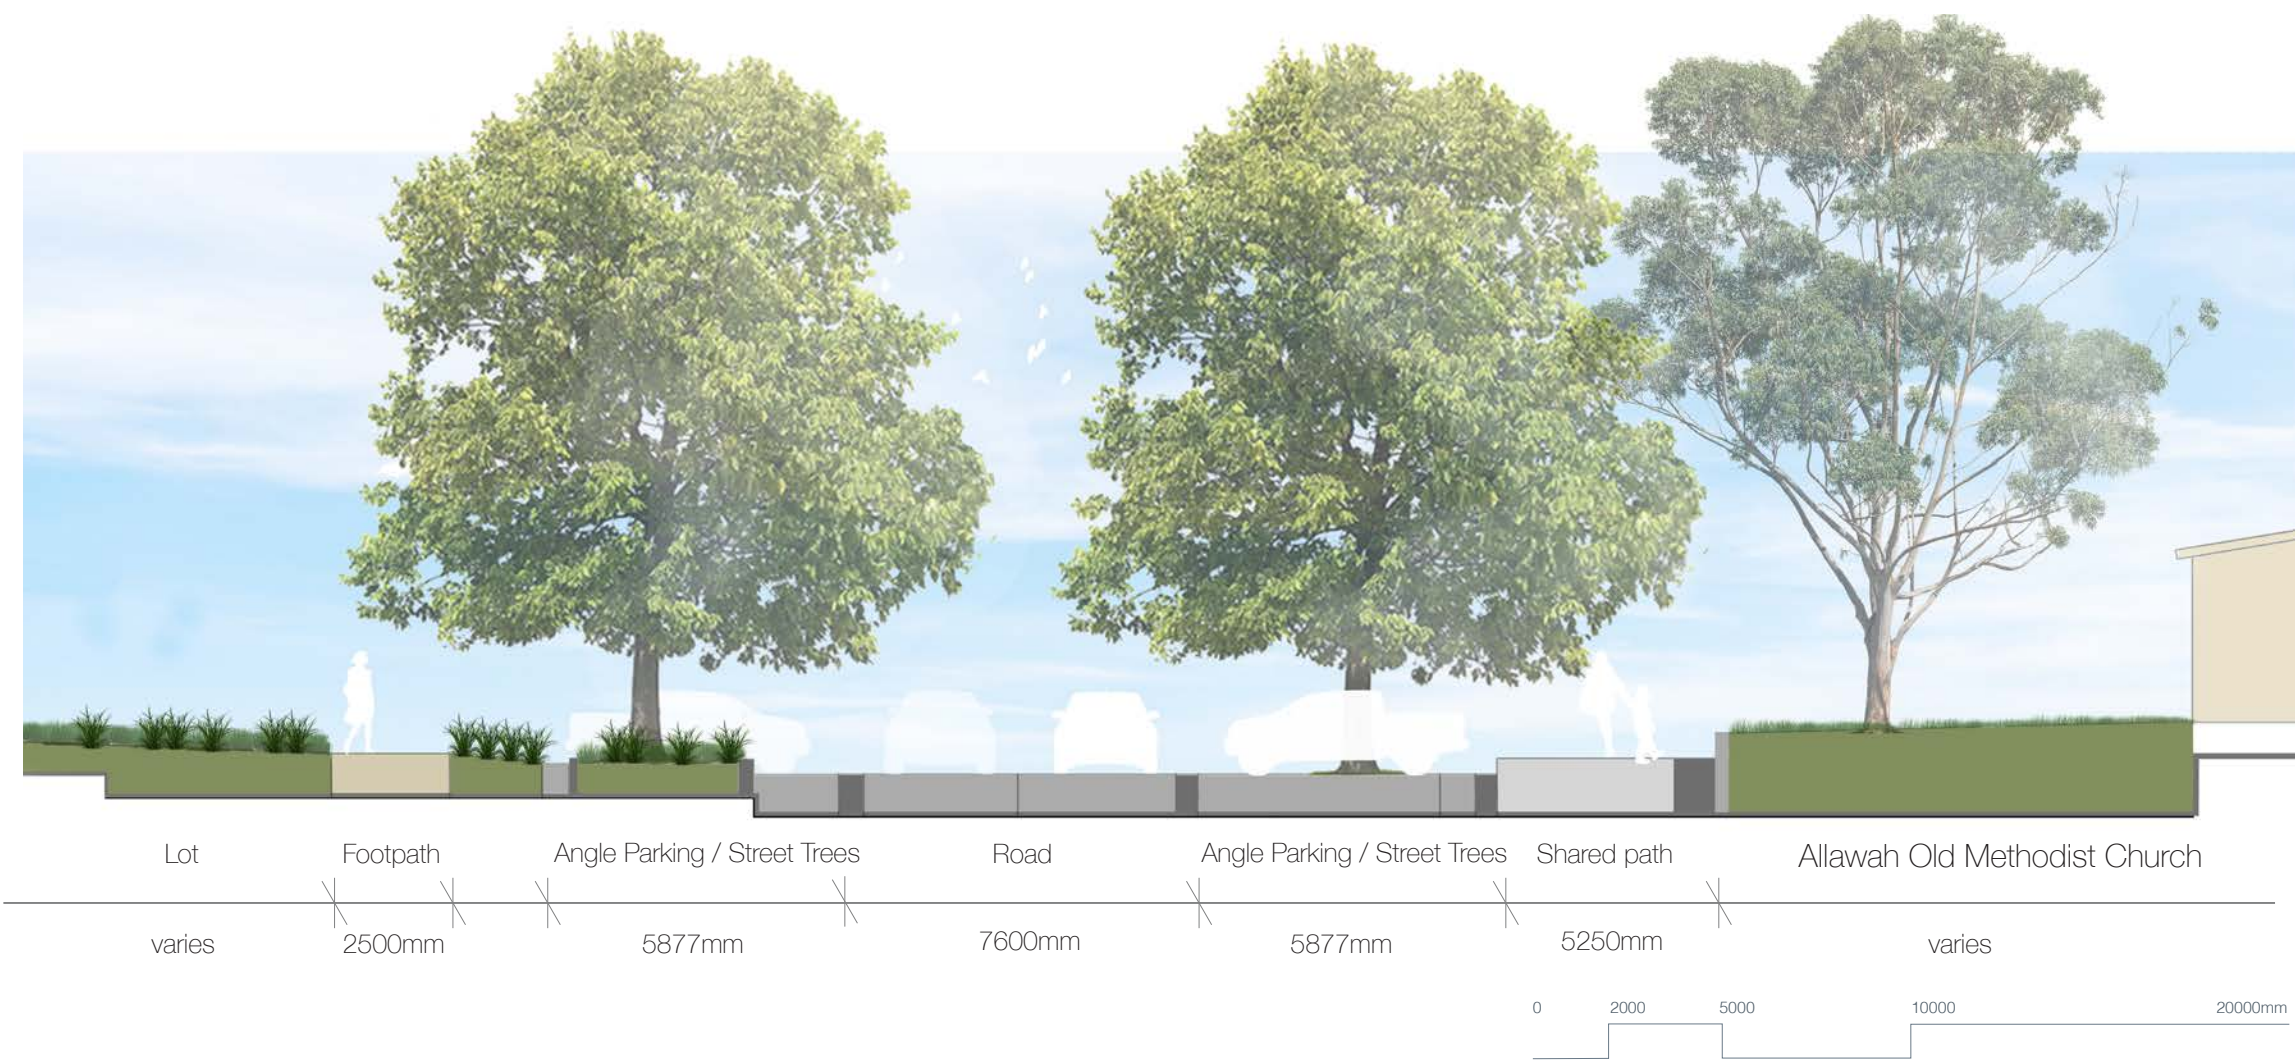 Lot
Footpath
Angle Parking / Street Trees
Road
Angle Parking / Street Trees
Shared path
Allawah Old Methodist Church
varies
2500mm
5877mm
7600mm
5877mm
5250mm
varies
0 2000 5000 10000 20000mm